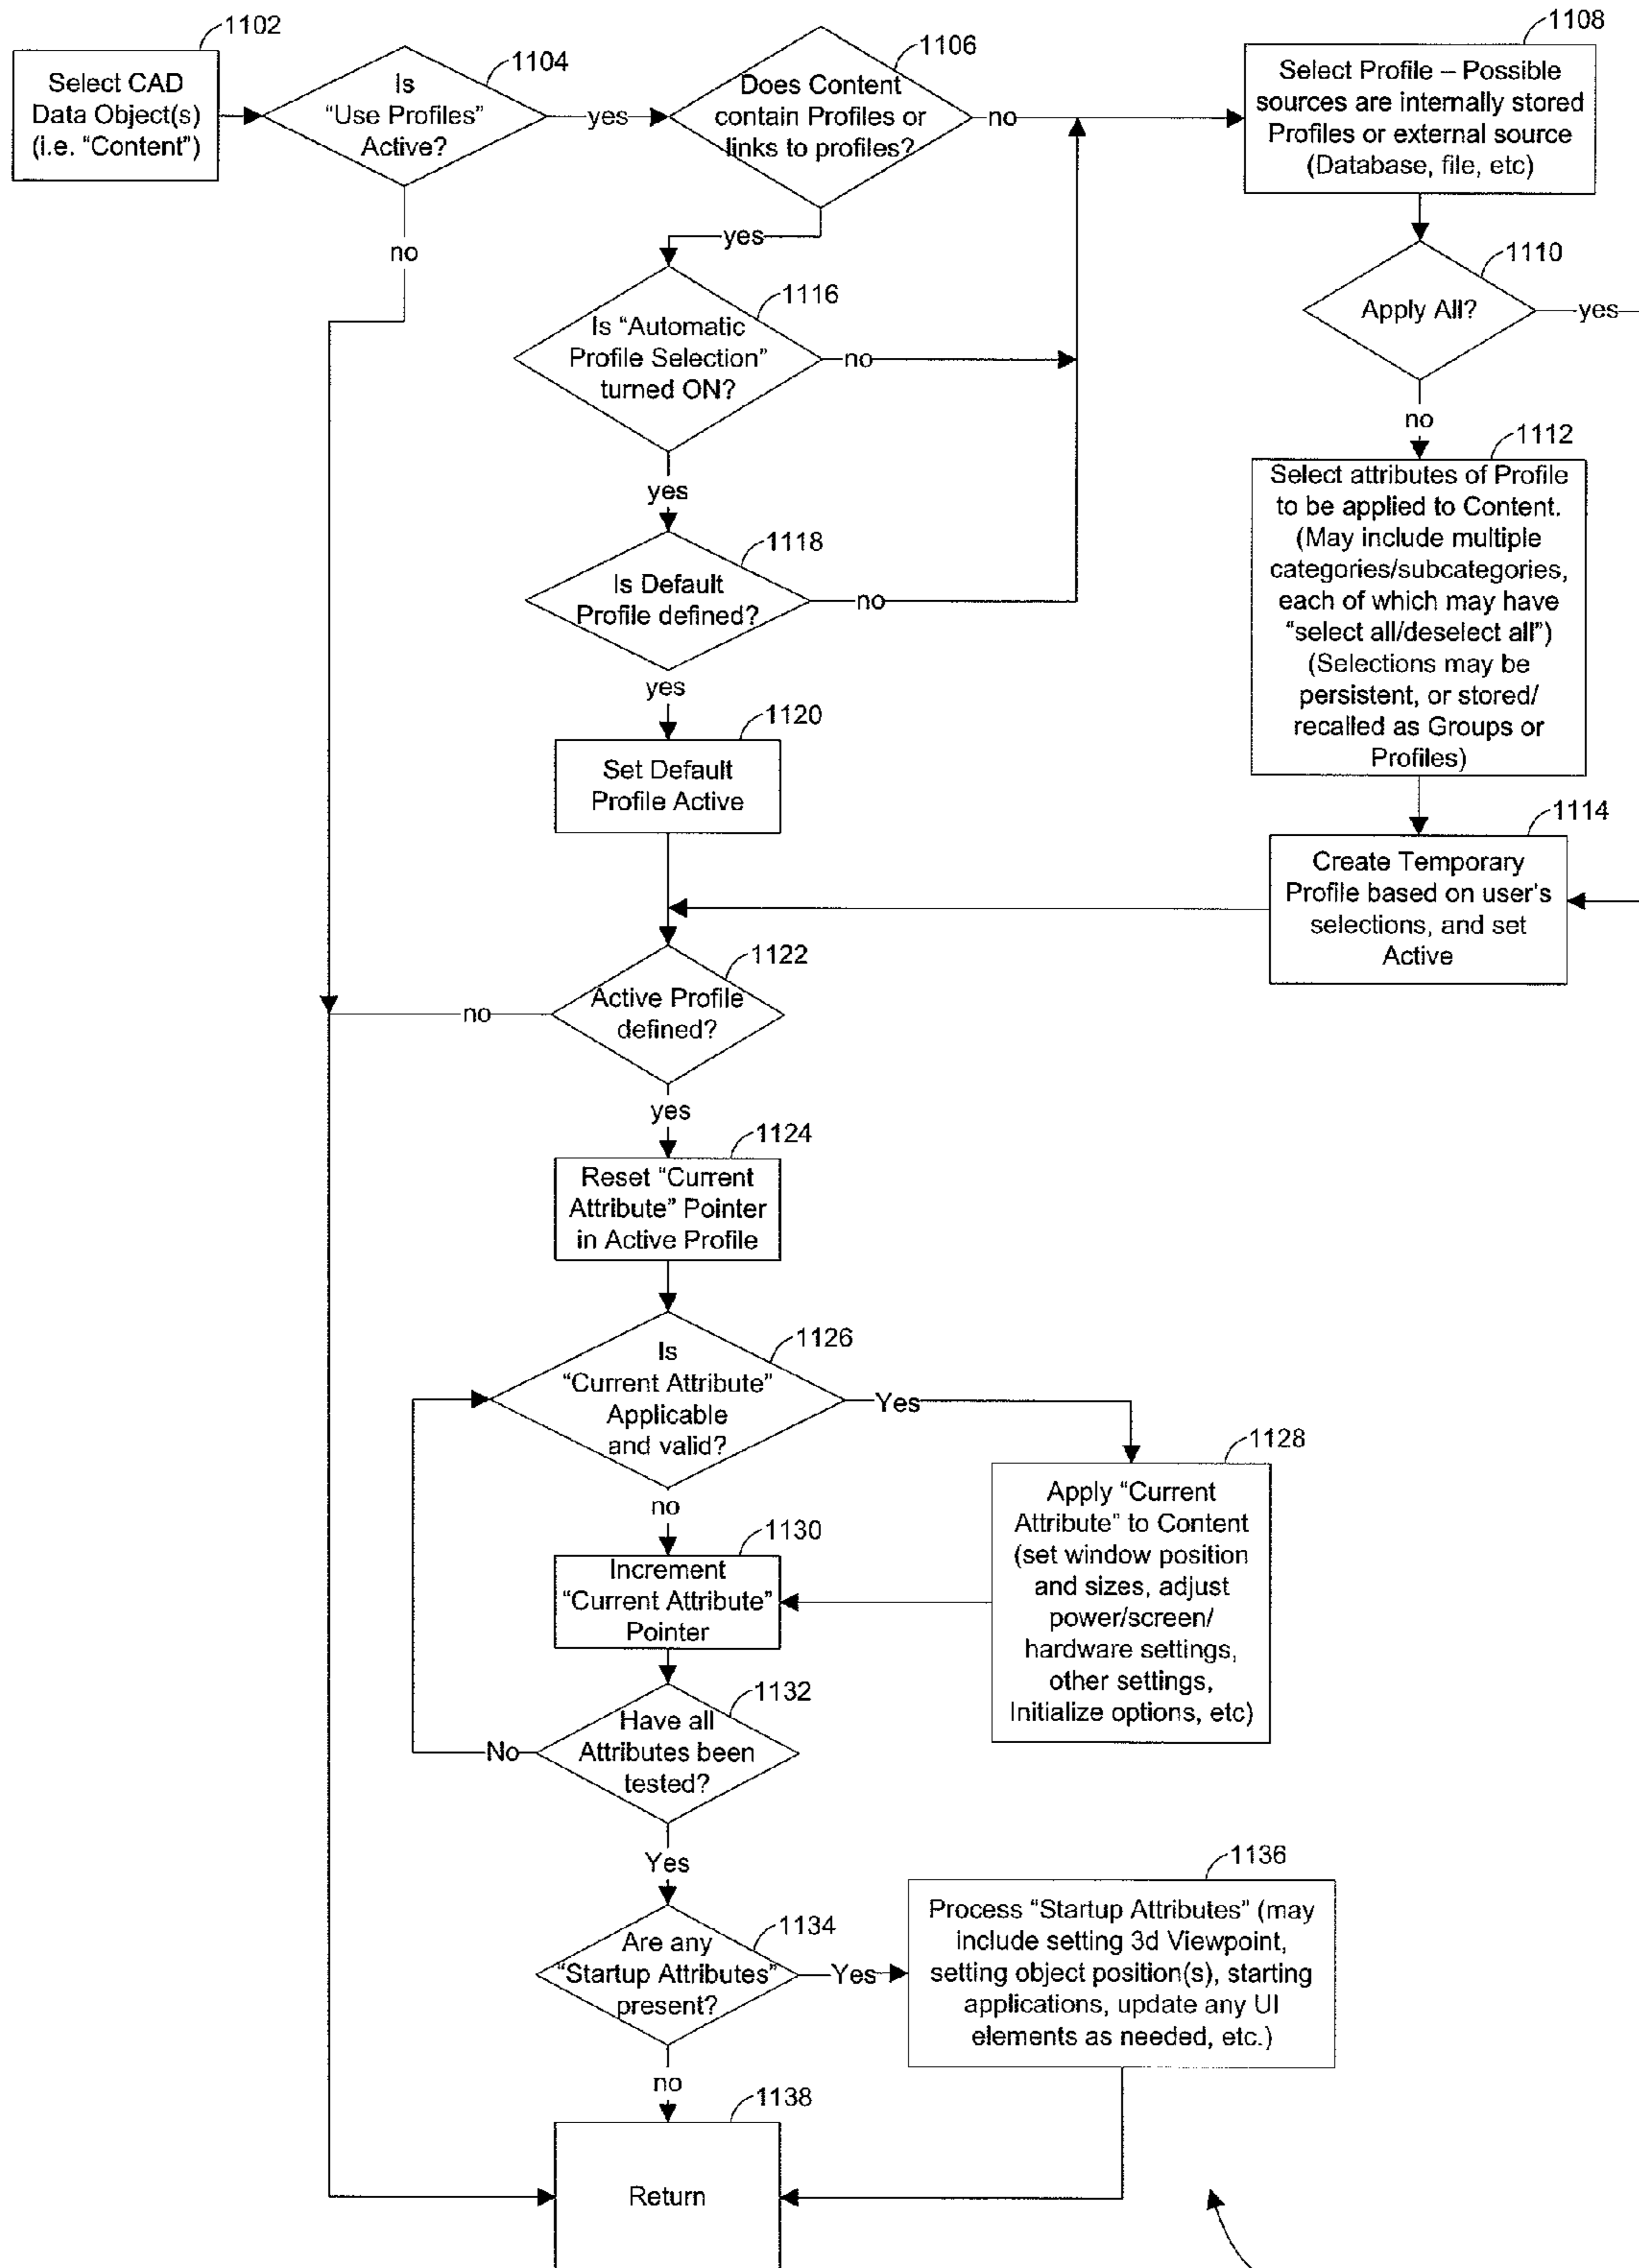 1102
Select CAD
Data Object(s)
(i.e. “Content”)
1104
Is
“Use Profiles”
Active?
yes
no
1106
Does Content
contain Profiles or
links to profiles?
no
yes
1108
Select Profile – Possible
sources are internally stored
Profiles or external source
(Database, file, etc)
1110
Apply All?
yes
no
1112
Select attributes of Profile
to be applied to Content.
(May include multiple
categories/subcategories,
each of which may have
“select all/deselect all”)
(Selections may be
persistent, or stored/
recalled as Groups or
Profiles)
1114
Create Temporary
Profile based on user's
selections, and set
Active
1116
Is “Automatic
Profile Selection”
turned ON?
no
yes
1118
Is Default
Profile defined?
no
yes
1120
Set Default
Profile Active
1122
Active Profile
defined?
no
yes
1124
Reset “Current
Attribute” Pointer
in Active Profile
1126
Is
“Current Attribute”
Applicable
and valid?
Yes
no
1128
Apply “Current
Attribute” to Content
(set window position
and sizes, adjust
power/screen/
hardware settings,
other settings,
Initialize options, etc)
1130
Increment
“Current Attribute”
Pointer
1132
Have all
Attributes been
tested?
No
Yes
1134
Are any
“Startup Attributes”
present?
Yes
no
1136
Process “Startup Attributes” (may
include setting 3d Viewpoint,
setting object position(s), starting
applications, update any UI
elements as needed, etc.)
1138
Return